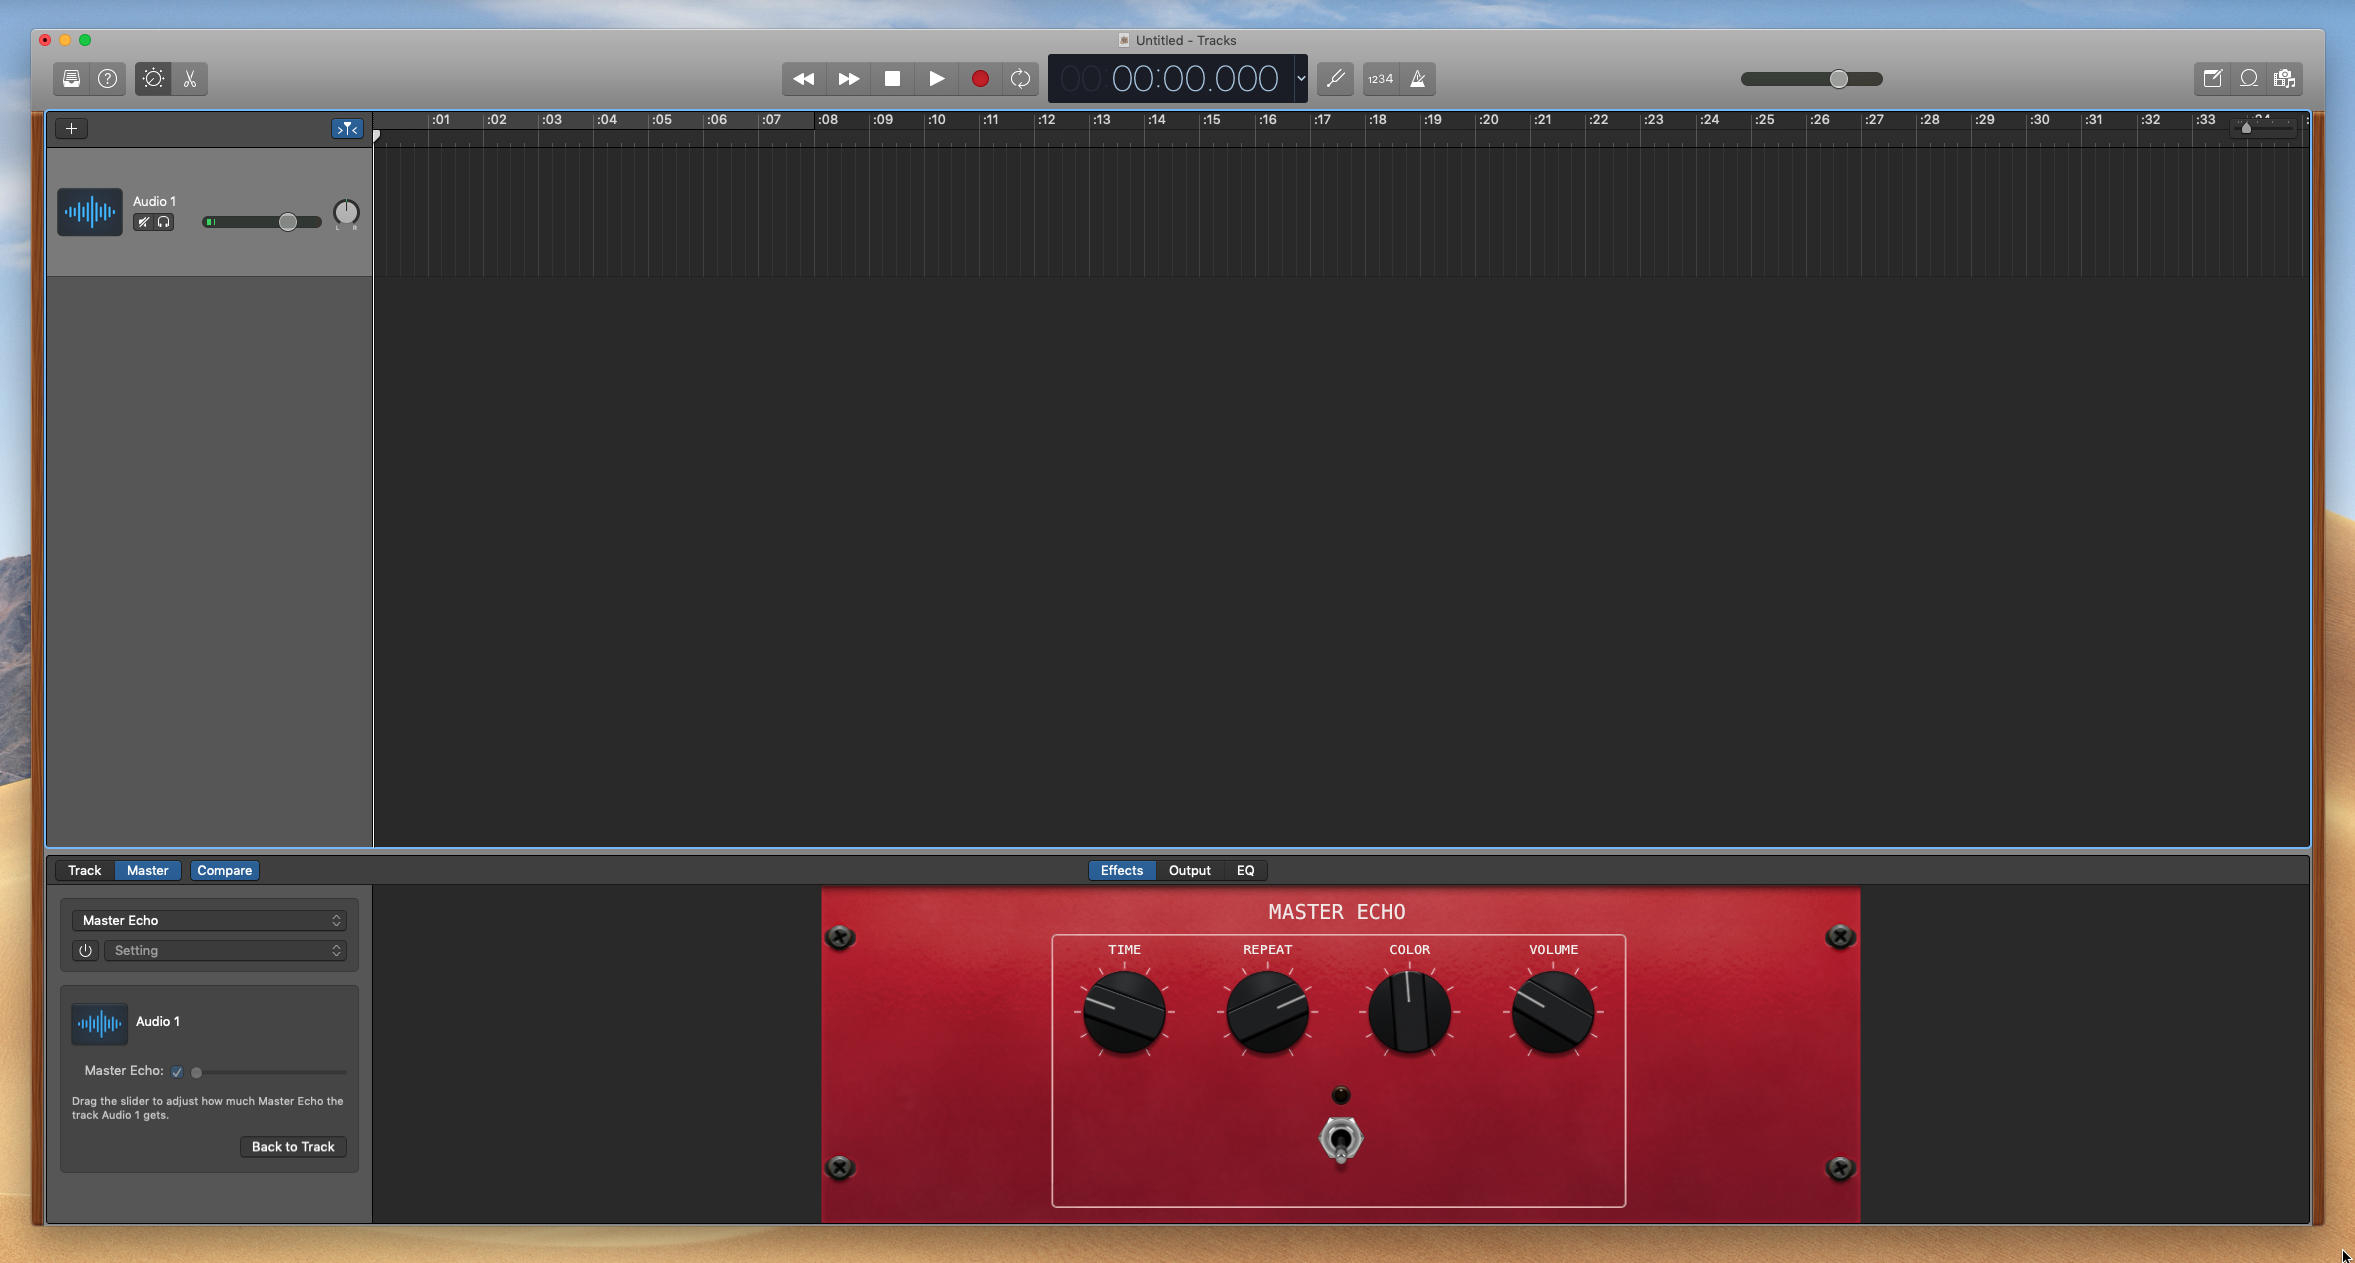 Untitled - Tracks
00:00.000
1234
:01 :02 :03 :04 :05 :06 :07 :08 :09 :10 :11 :12 :13 :14 :15 :16 :17 :18 :19 :20 :21 :22 :23 :24 :25 :26 :27 :28 :29 :30 :31 :32 :33
Audio 1
L R
Track Master Compare Effects Output EQ
Master Echo
Setting
Audio 1
Master Echo:
Drag the slider to adjust how much Master Echo the
track Audio 1 gets.
Back to Track
MASTER ECHO
TIME REPEAT COLOR VOLUME